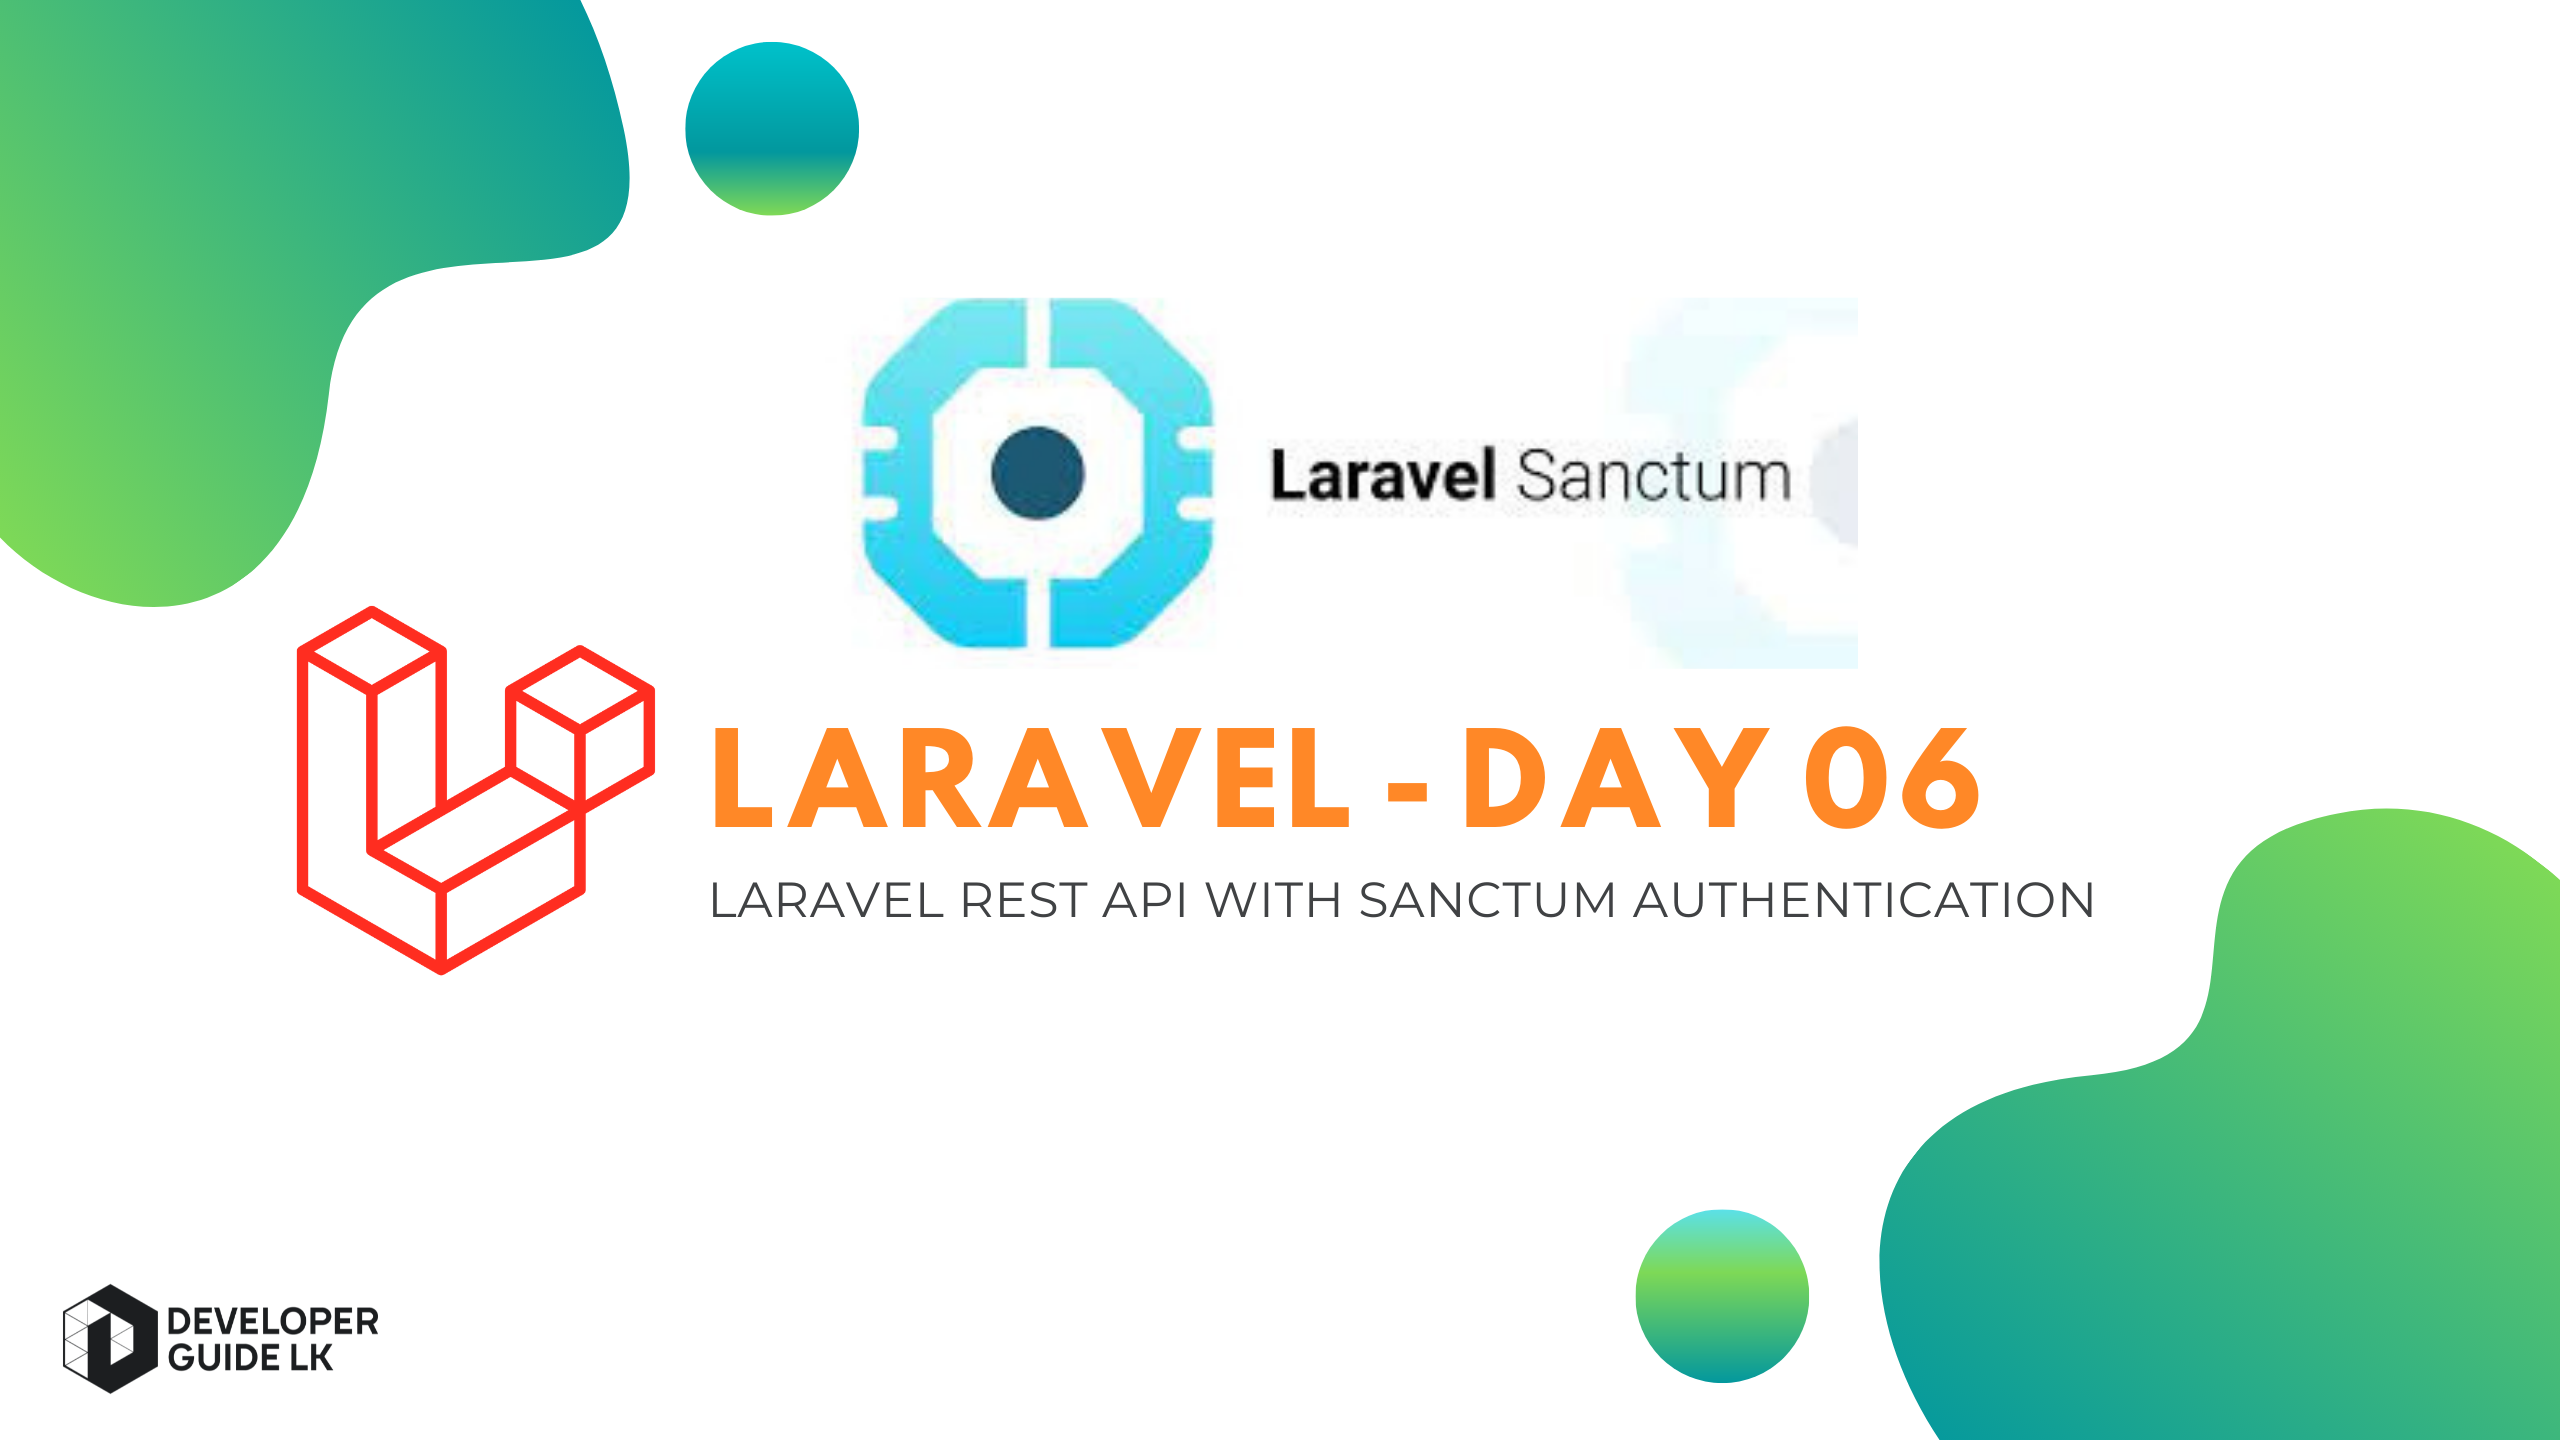 Laravel Sanctum
LARAVEL - DAY 06
LARAVEL REST API WITH SANCTUM AUTHENTICATION
DEVELOPER
GUIDE LK